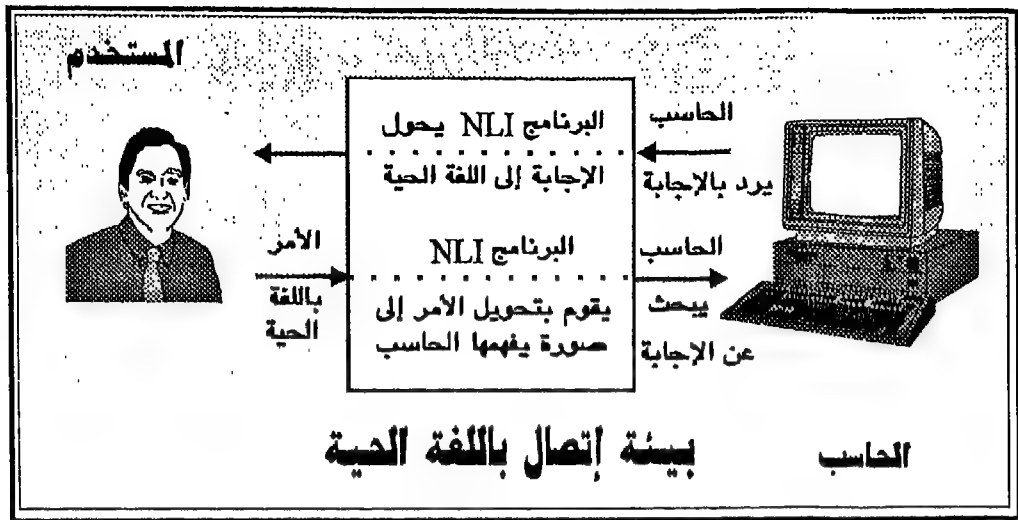 المستخدم
البرنامج NLI يحول
الإجابة إلى اللغة الحية
الحاسب
يرد بالإجابة
الأمر
باللغة
الحية
البرنامج NLI
يقوم بتحويل الأمر إلى
صورة يفهمها الحاسب
الحاسب
يبحث
عن الإجابة
بيئة إتصال باللغة الحية
الحاسب